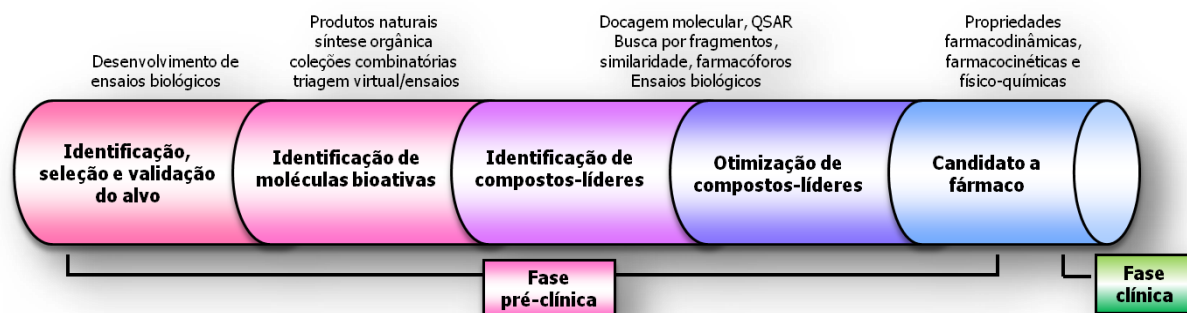 Desenvolvimento de
ensaios biológicos
Produtos naturais
síntese orgânica
coleções combinatórias
triagem virtual/ensaios
Docagem molecular, QSAR
Busca por fragmentos,
similaridade, farmacóforos
Ensaios biológicos
Propriedades
farmacodinâmicas,
farmacocinéticas e
físico-químicas
Identificação,
seleção e validação
do alvo
Identificação de
moléculas bioativas
Identificação de
compostos-líderes
Otimização de
compostos-líderes
Candidato a
fármaco
Fase
pré-clínica
Fase
clínica